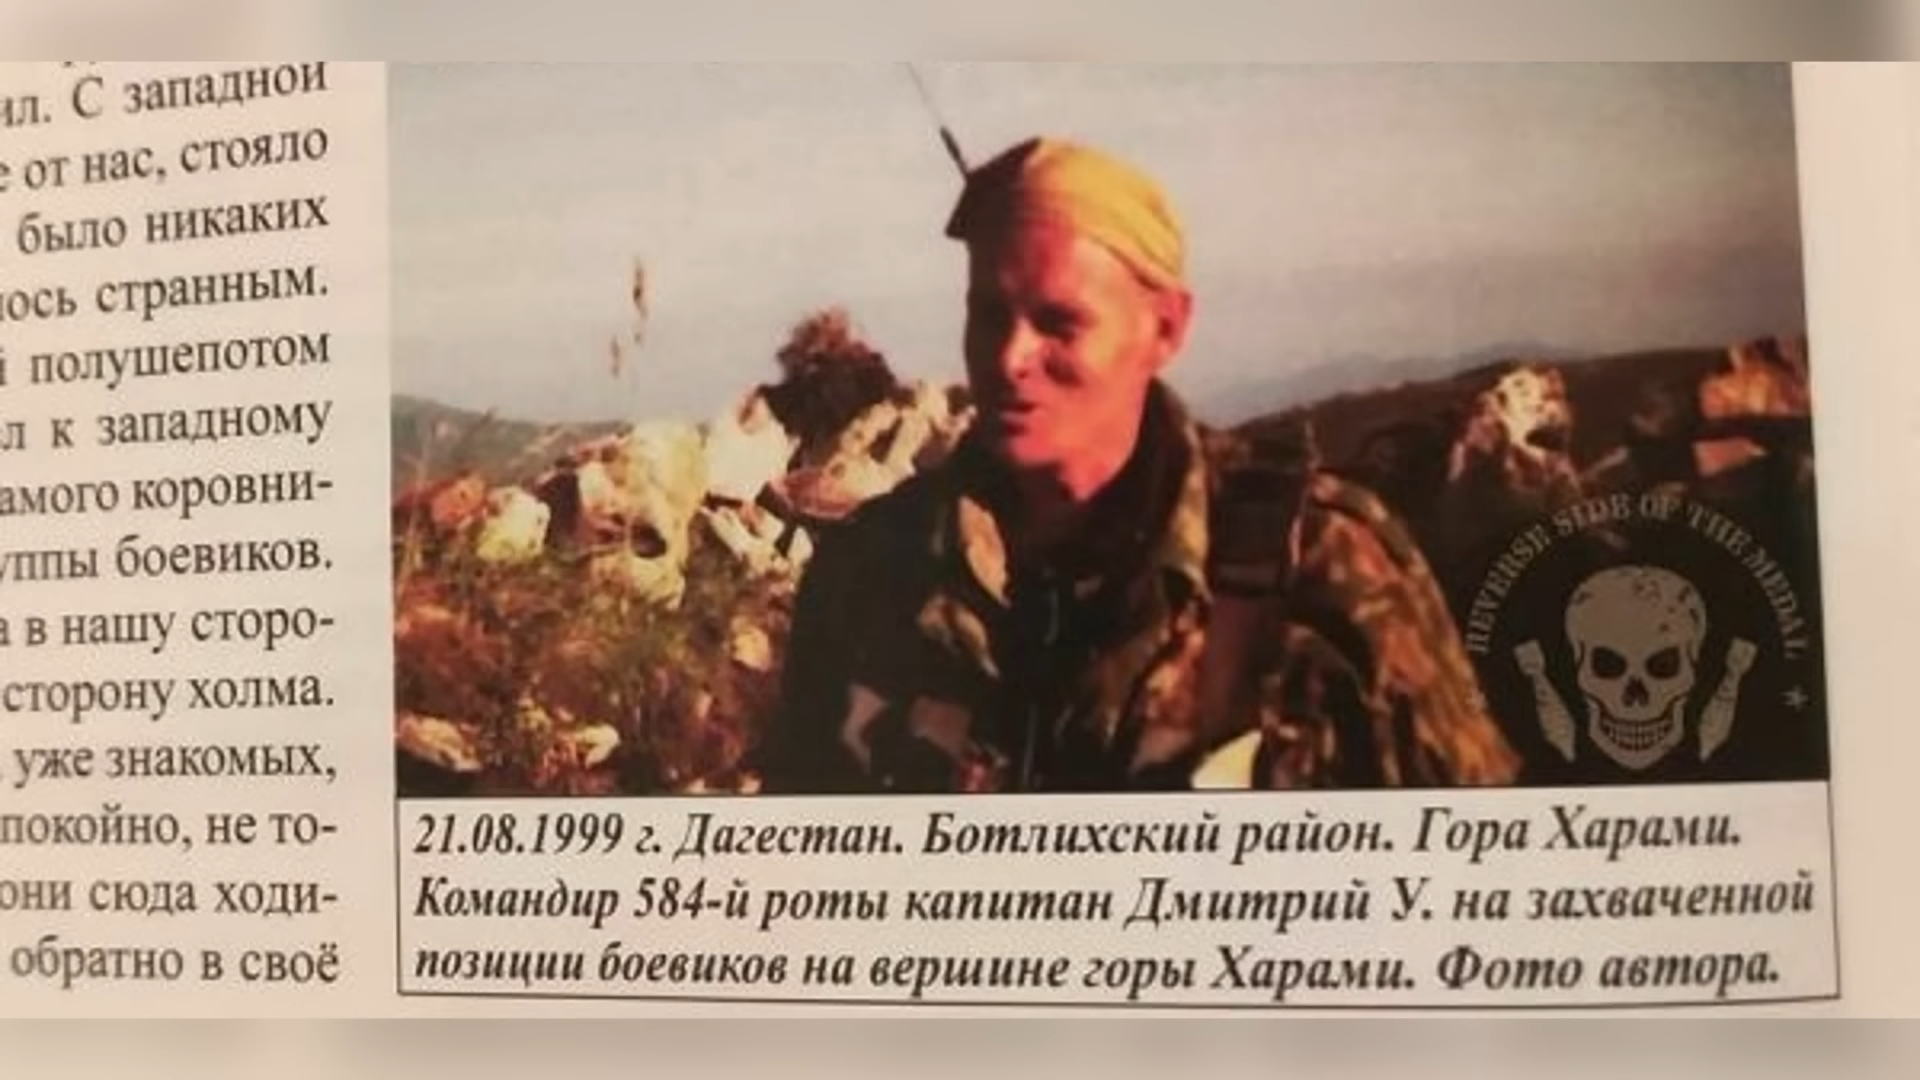 ил. С западной
е от нас, стояло
было никаких
лось странным.
й полушепотом
л к западному
амого коровни-
уппы боевиков.
а в нашу сторо-
сторону холма.
уже знакомых,
покойно, не то-
они сюда ходи-
обратно в своё
REVERSE SIDE OF THE MEDAL
21.08.1999 г. Дагестан. Ботлихский район. Гора Харами.
Командир 584-й роты капитан Дмитрий У. на захваченной
позиции боевиков на вершине горы Харами. Фото автора.